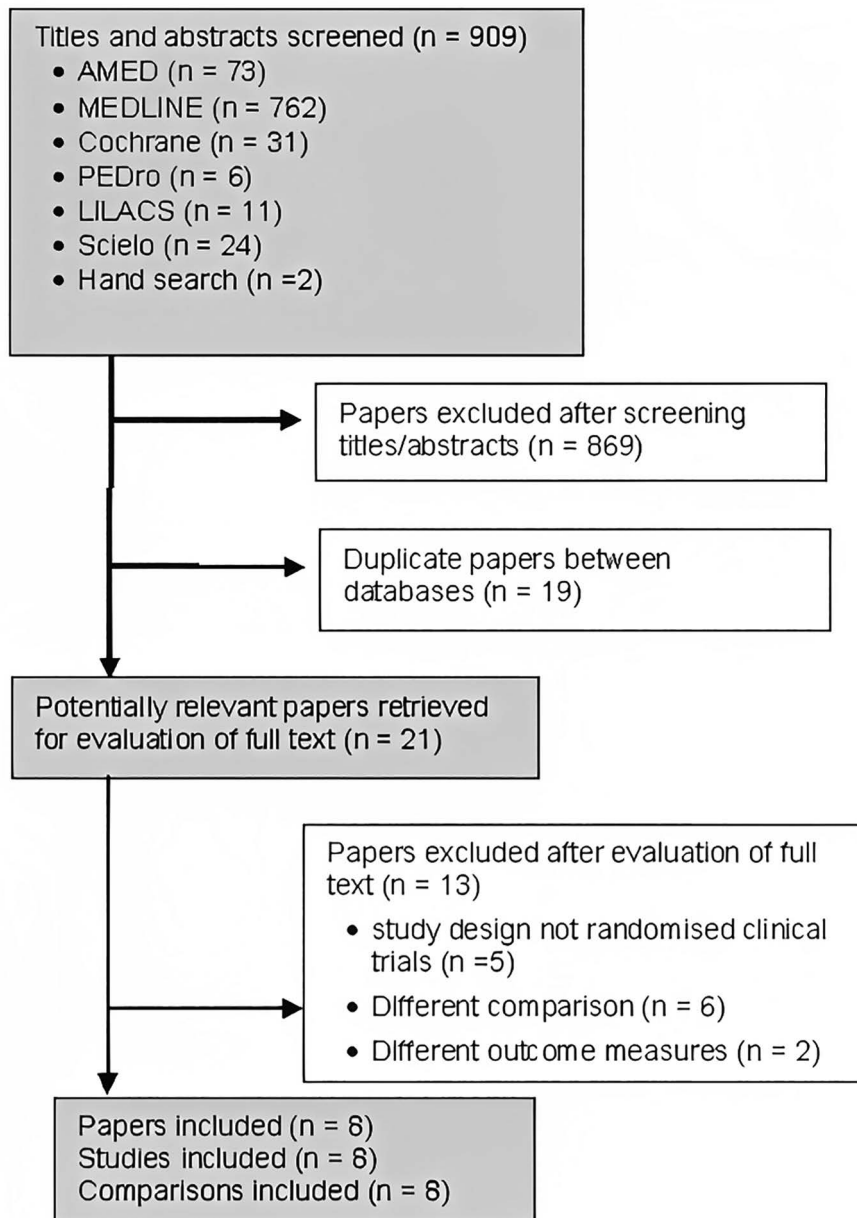 Titles and abstracts screened (n = 909)
• AMED (n = 73)
• MEDLINE (n = 762)
• Cochrane (n = 31)
• PEDro (n = 6)
• LILACS (n = 11)
• Scielo (n = 24)
• Hand search (n =2)
Papers excluded after screening
titles/abstracts (n = 869)
Duplicate papers between
databases (n = 19)
Potentially relevant papers retrieved
for evaluation of full text (n = 21)
Papers excluded after evaluation of full
text (n = 13)
• study design not randomised clinical
trials (n =5)
• Different comparison (n = 6)
• Different outcome measures (n = 2)
Papers included (n = 8)
Studies included (n = 8)
Comparisons included (n = 8)